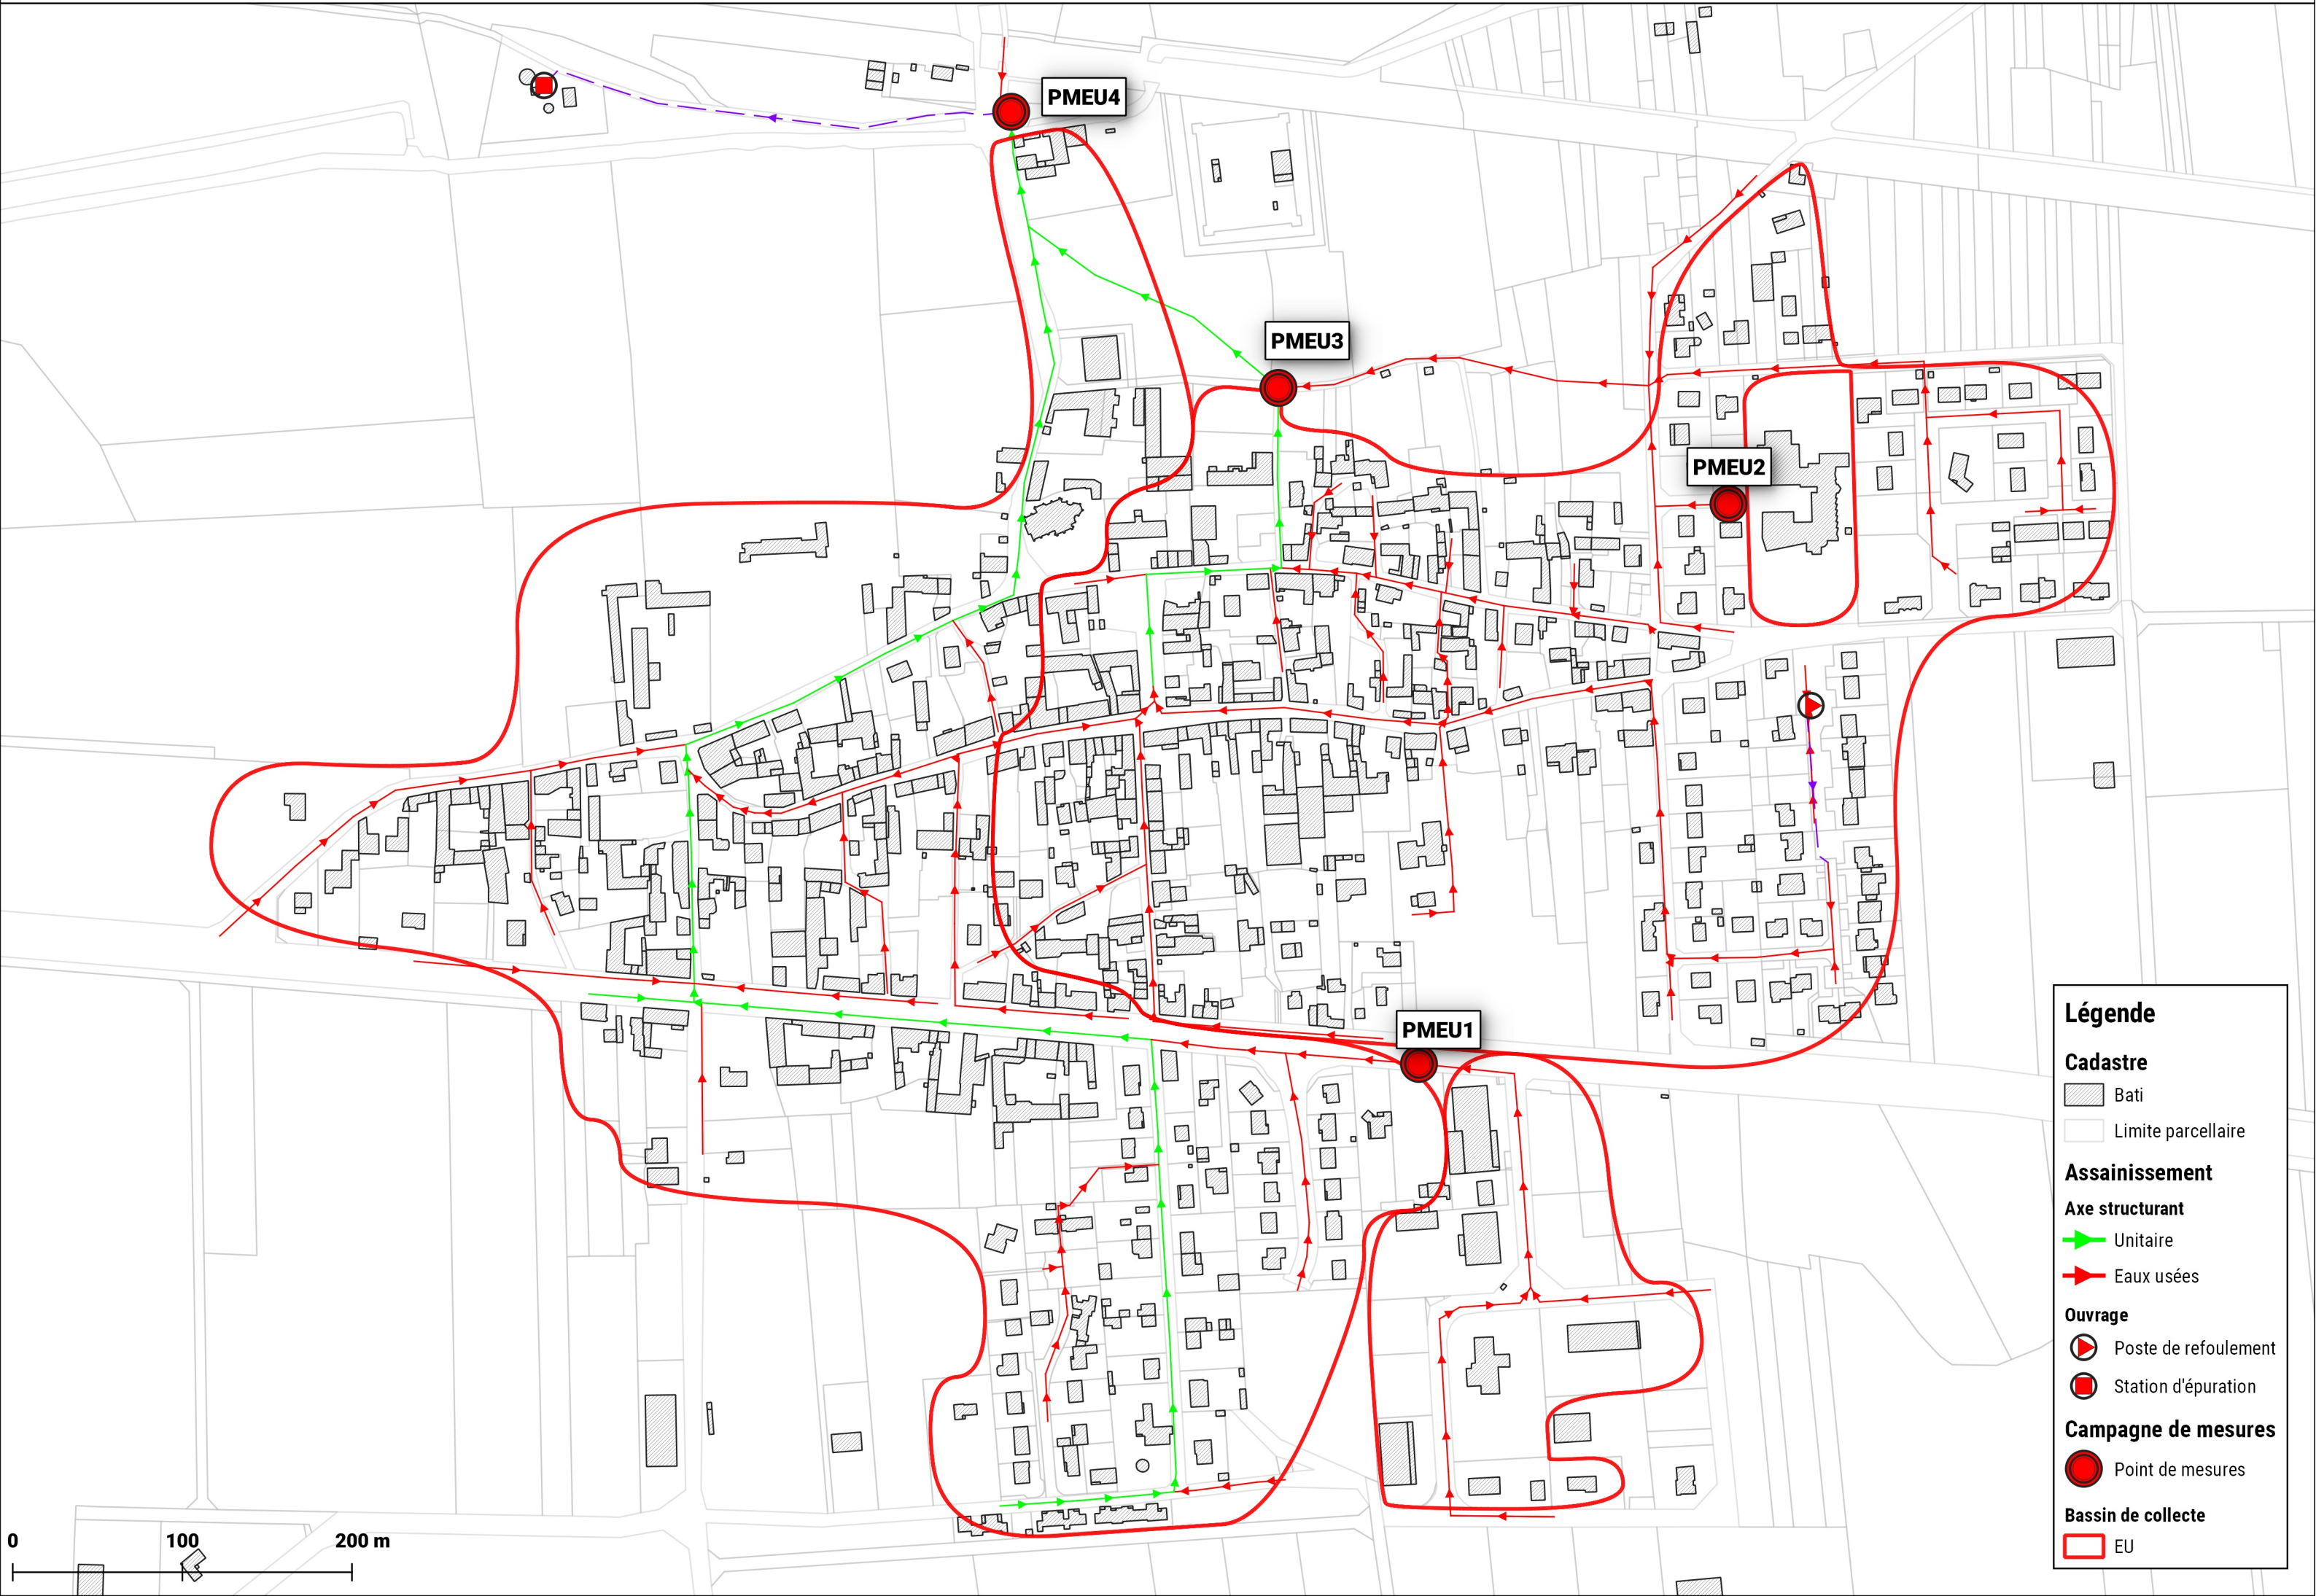 PMEU4
PMEU3
PMEU2
PMEU1
Légende
Cadastre
Bati
Limite parcellaire
Assainissement
Axe structurant
Unitaire
Eaux usées
Ouvrage
Poste de refoulement
Station d'épuration
Campagne de mesures
Point de mesures
Bassin de collecte
EU
0 100 200 m